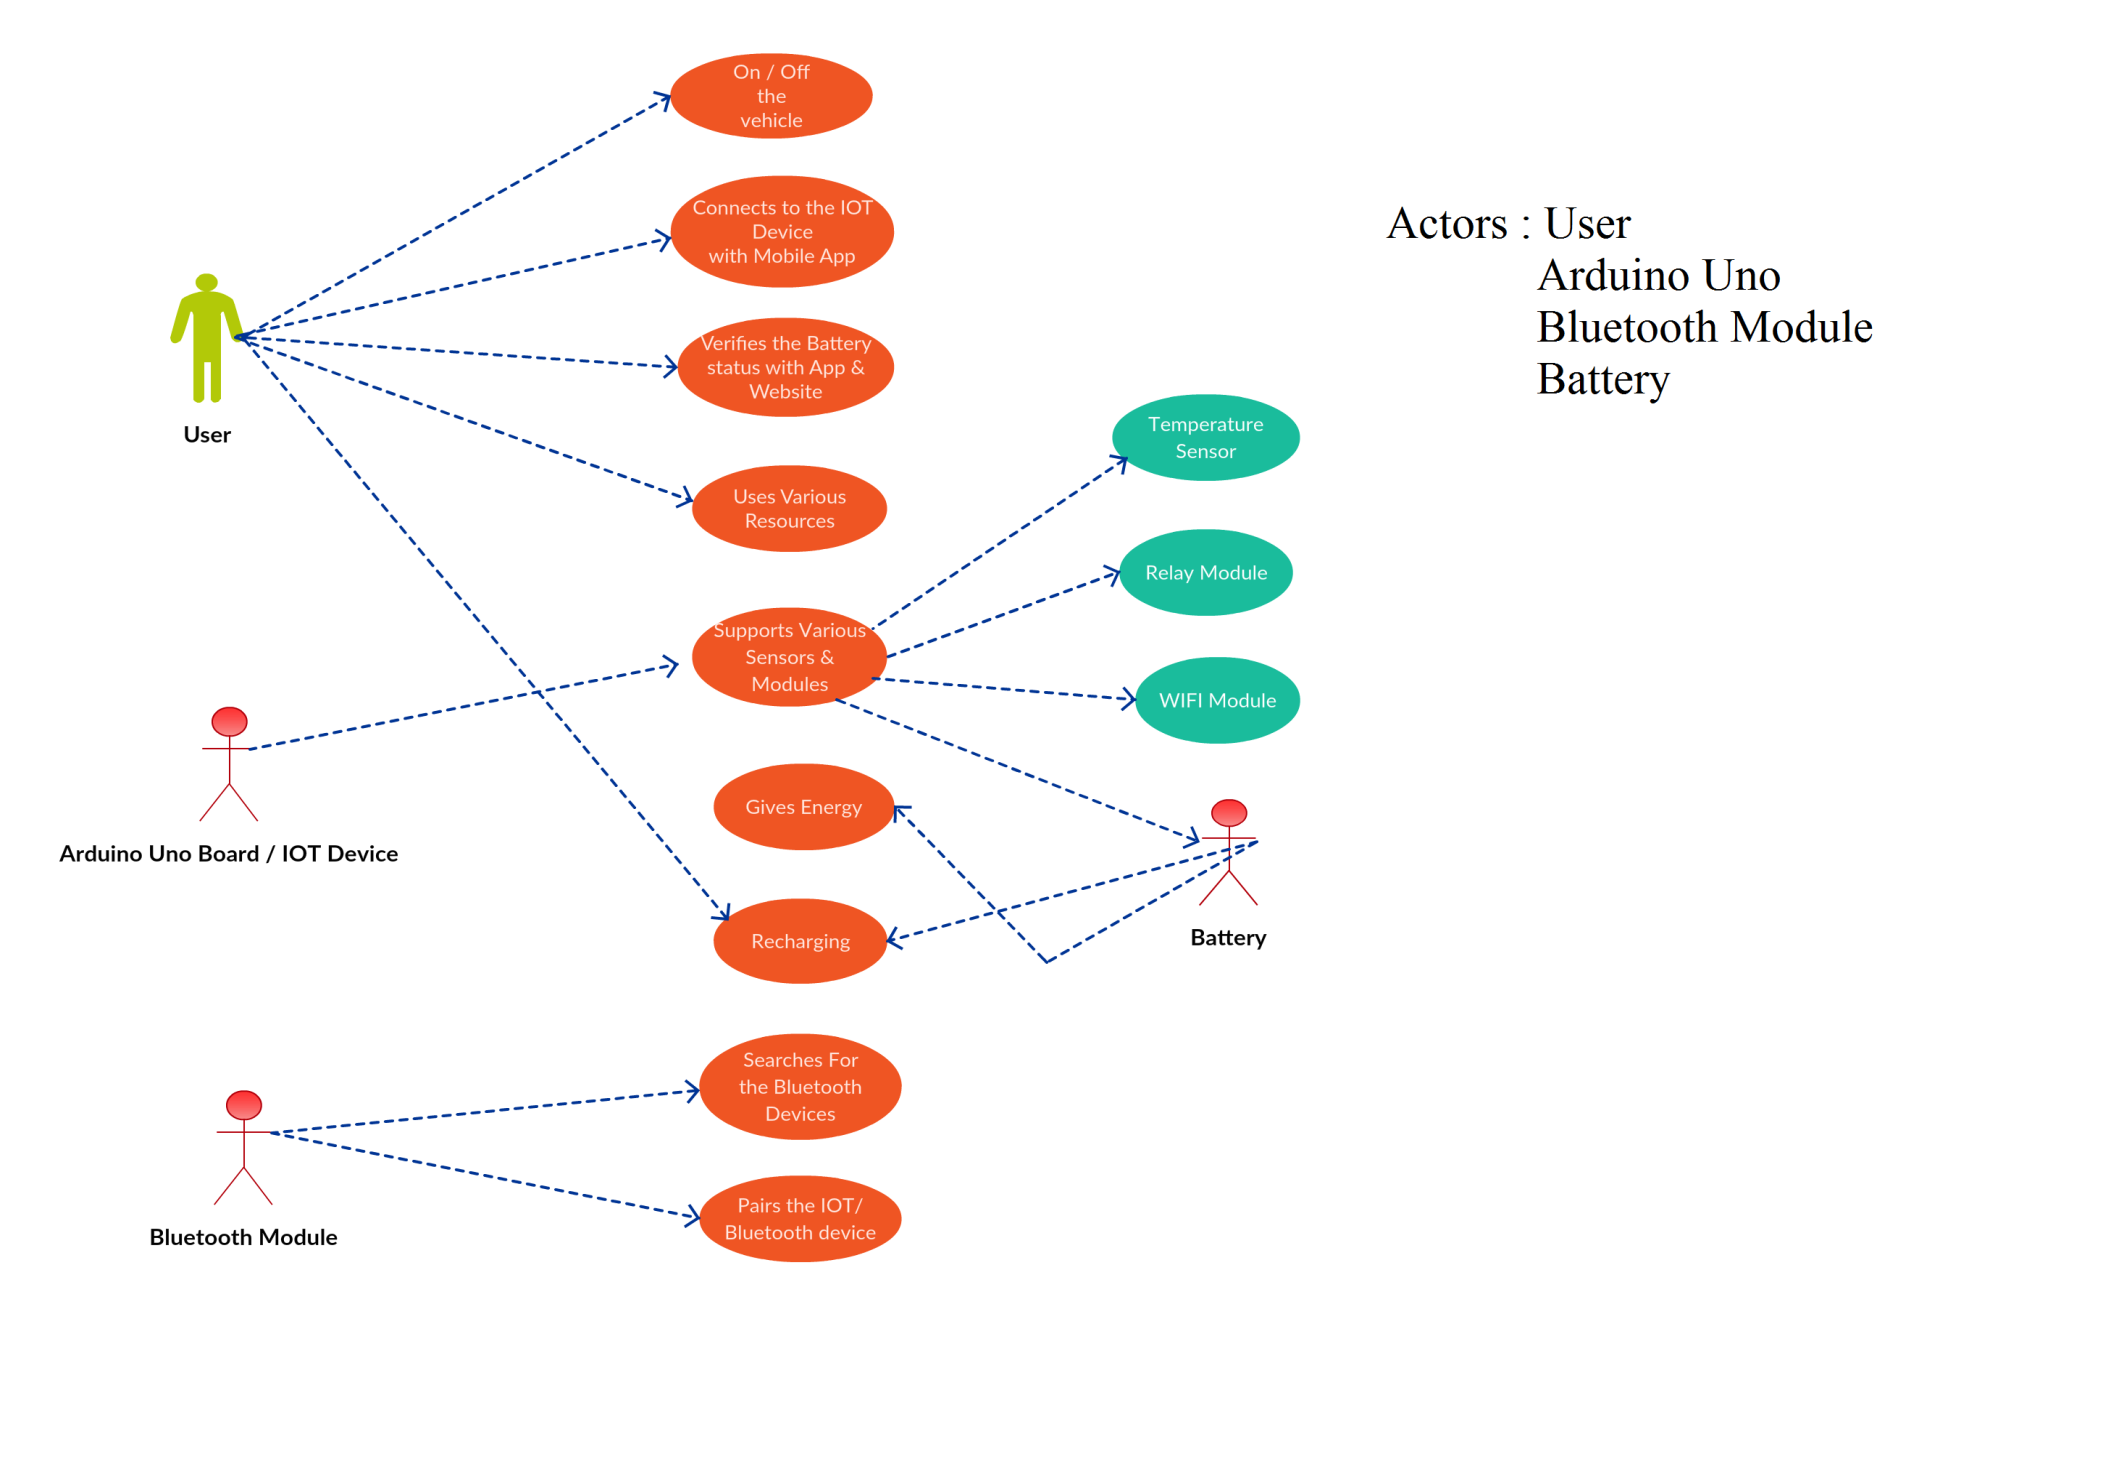 On / Off
the
vehicle
Connects to the IOT
Device
with Mobile App
Verifies the Battery
status with App &
Website
Uses Various
Resources
Supports Various
Sensors &
Modules
Gives Energy
Recharging
Searches For
the Bluetooth
Devices
Pairs the IOT/
Bluetooth device
User
Arduino Uno Board / IOT Device
Bluetooth Module
Temperature
Sensor
Relay Module
WIFI Module
Battery
Actors : User
Arduino Uno
Bluetooth Module
Battery